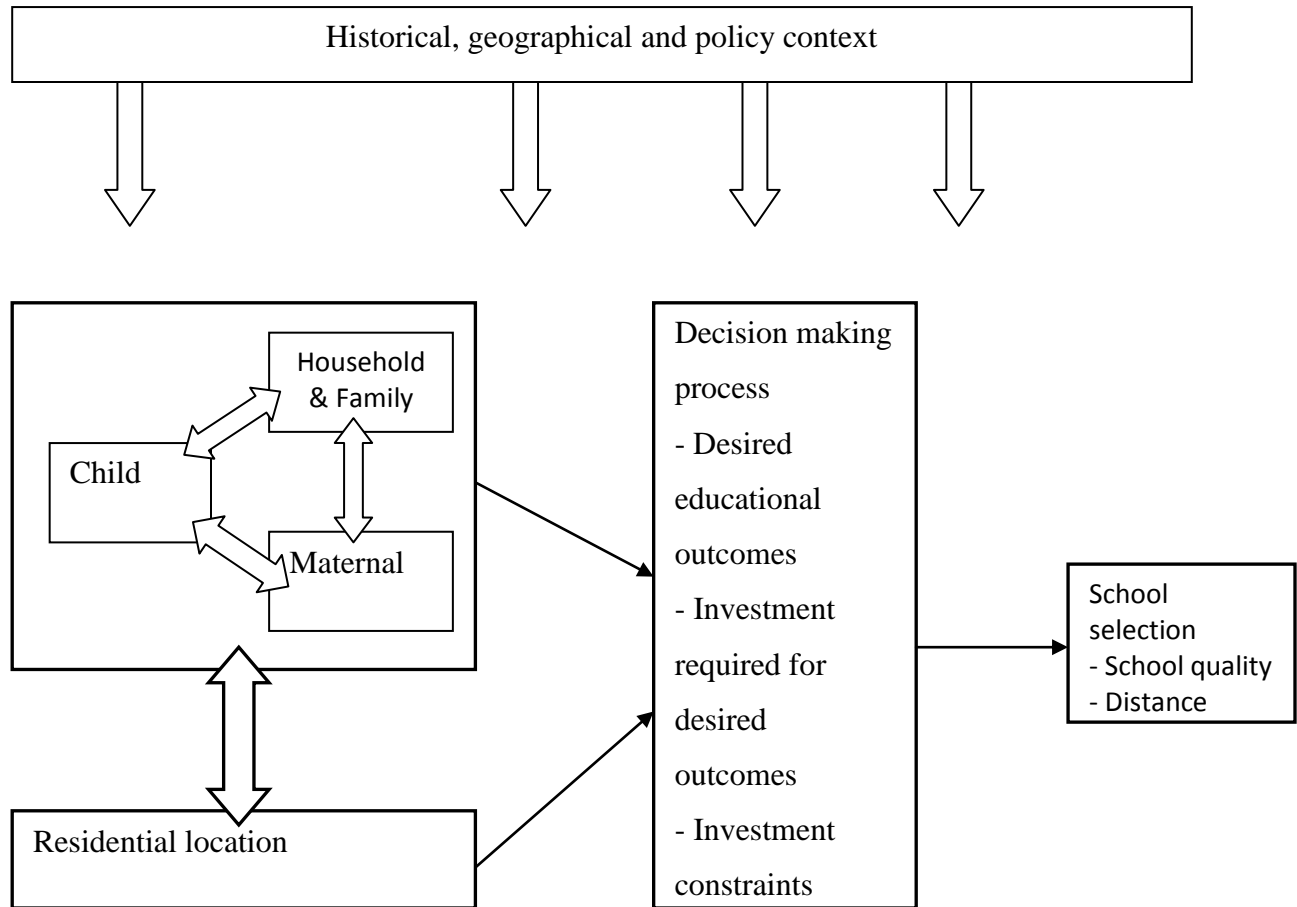 Historical, geographical and policy context
Household
& Family
Child
Maternal
Residential location
Decision making
process
- Desired
educational
outcomes
- Investment
required for
desired
outcomes
- Investment
constraints
School
selection
- School quality
- Distance